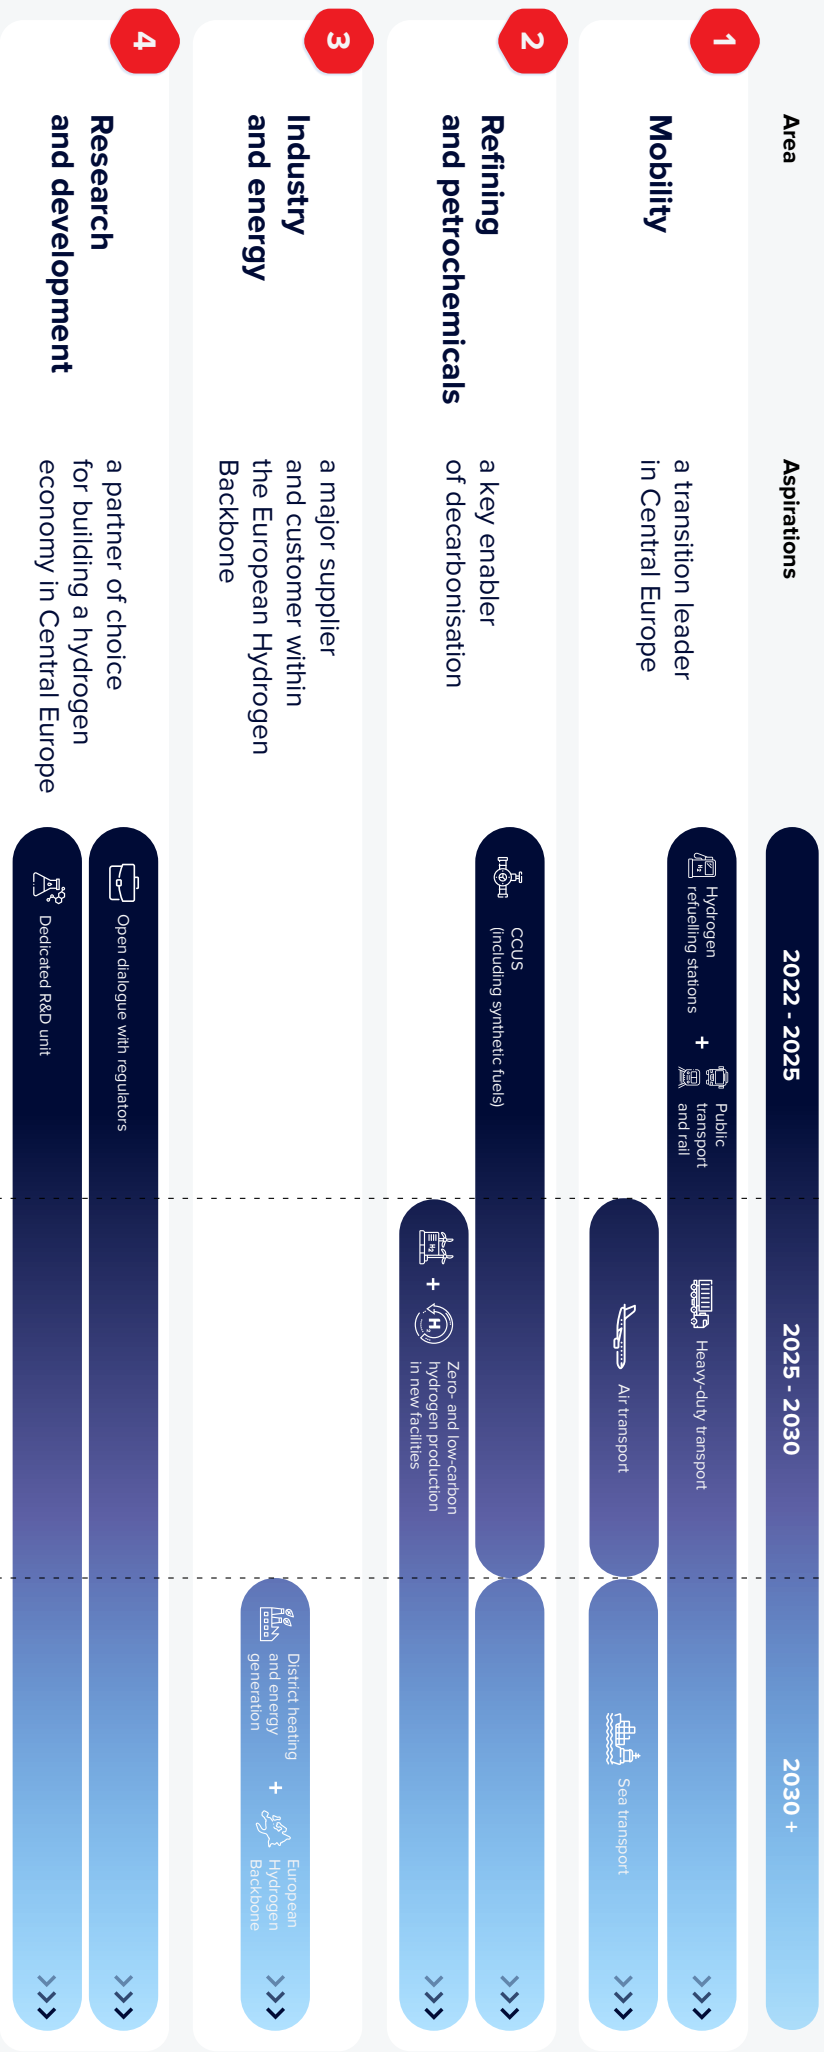 Area
Aspirations
2022 - 2025
2025 - 2030
2030 +
1
Mobility
a transition leader
in Central Europe
Hydrogen
refuelling stations
+
Public
transport
and rail
Heavy-duty transport
Air transport
Sea transport
2
Refining
and petrochemicals
a key enabler
of decarbonisation
CCUS
(including synthetic fuels)
H2
+
H2
Zero- and low-carbon
hydrogen production
in new facilities
3
Industry
and energy
a major supplier
and customer within
the European Hydrogen
Backbone
District heating
and energy
generation
+
European
Hydrogen
Backbone
4
Research
and development
a partner of choice
for building a hydrogen
economy in Central Europe
Open dialogue with regulators
Dedicated R&D unit